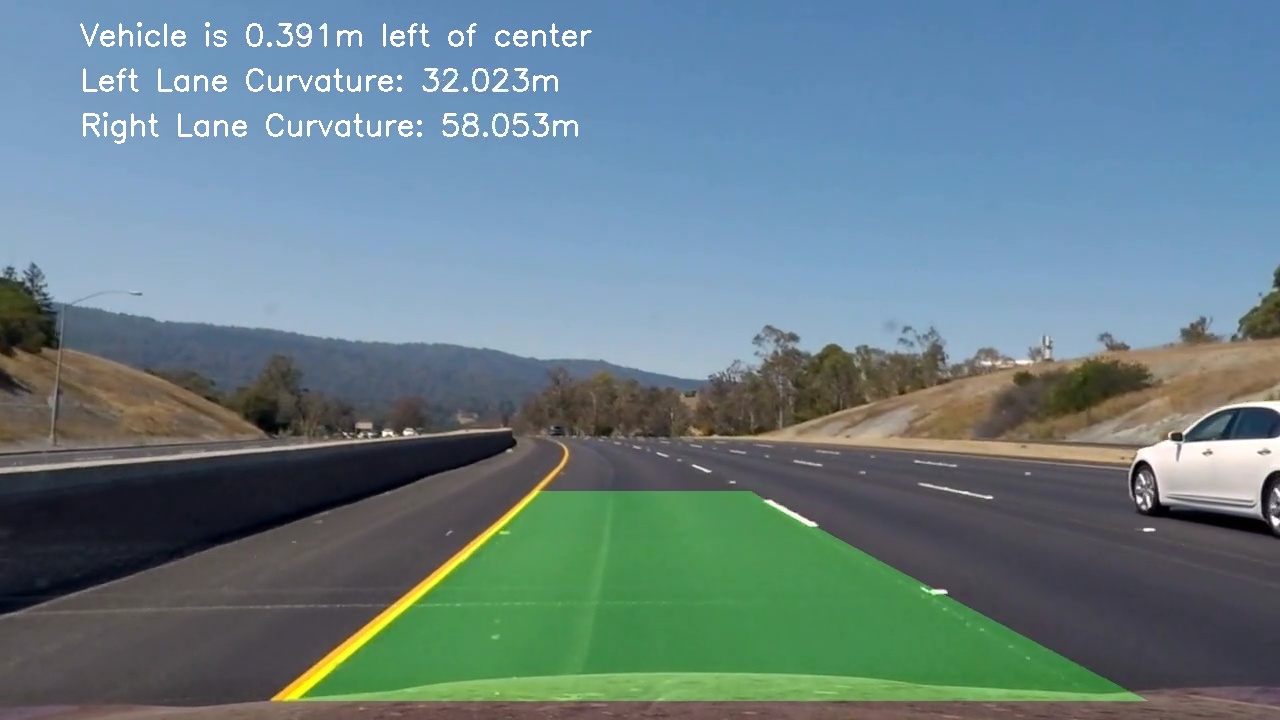 Vehicle is 0.391m left of center
Left Lane Curvature: 32.023m
Right Lane Curvature: 58.053m